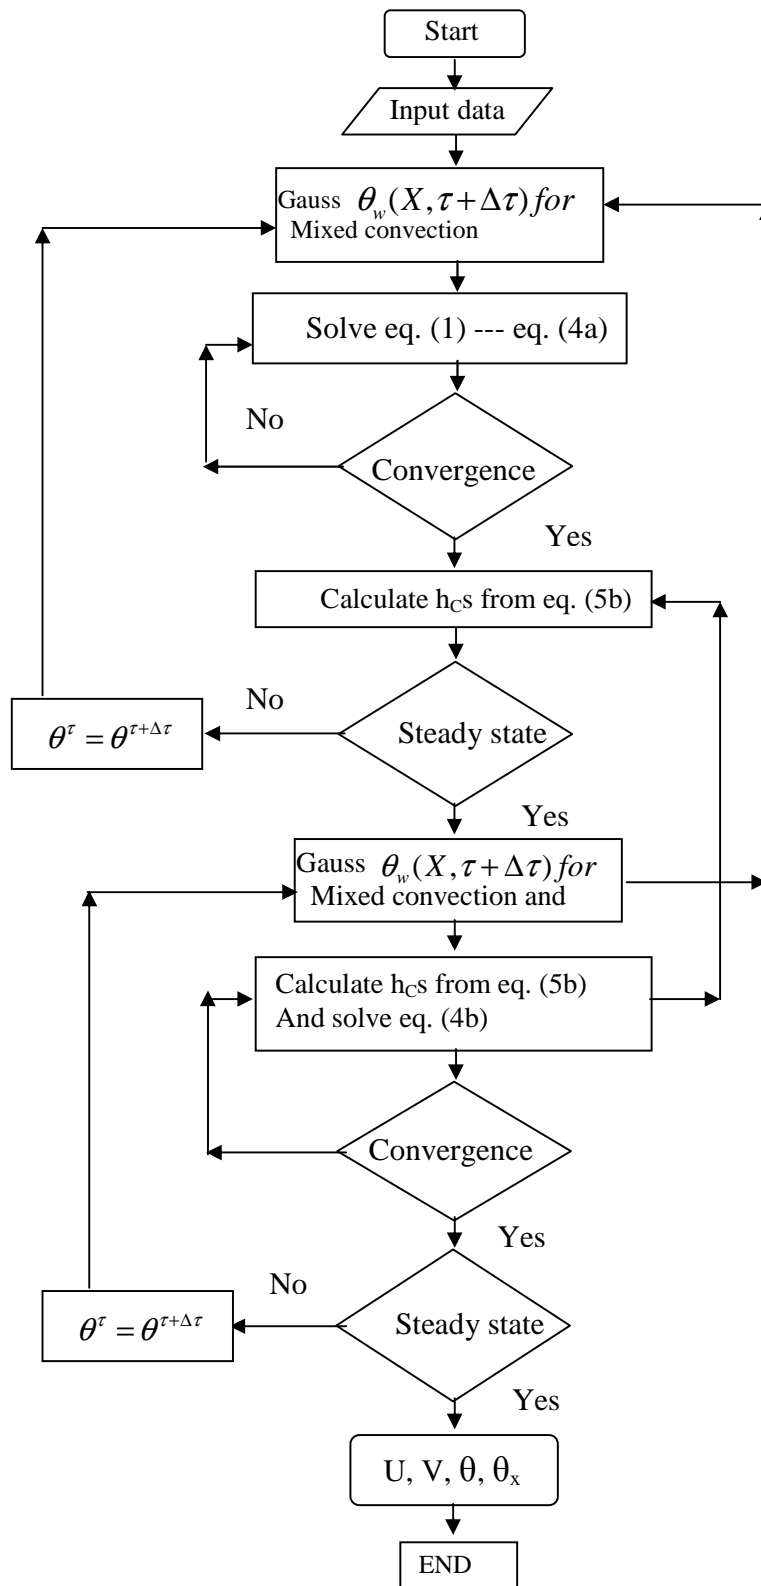 Start
Input data
Gauss θ_w(X, τ + Δτ) for
Mixed convection
Solve eq. (1) --- eq. (4a)
No
Convergence
Yes
Calculate h_Cs from eq. (5b)
No
θ^τ = θ^{τ+Δτ}
Steady state
Yes
Gauss θ_w(X, τ + Δτ) for
Mixed convection and
Calculate h_Cs from eq. (5b)
And solve eq. (4b)
Convergence
Yes
No
θ^τ = θ^{τ+Δτ}
Steady state
Yes
U, V, θ, θ_x
END